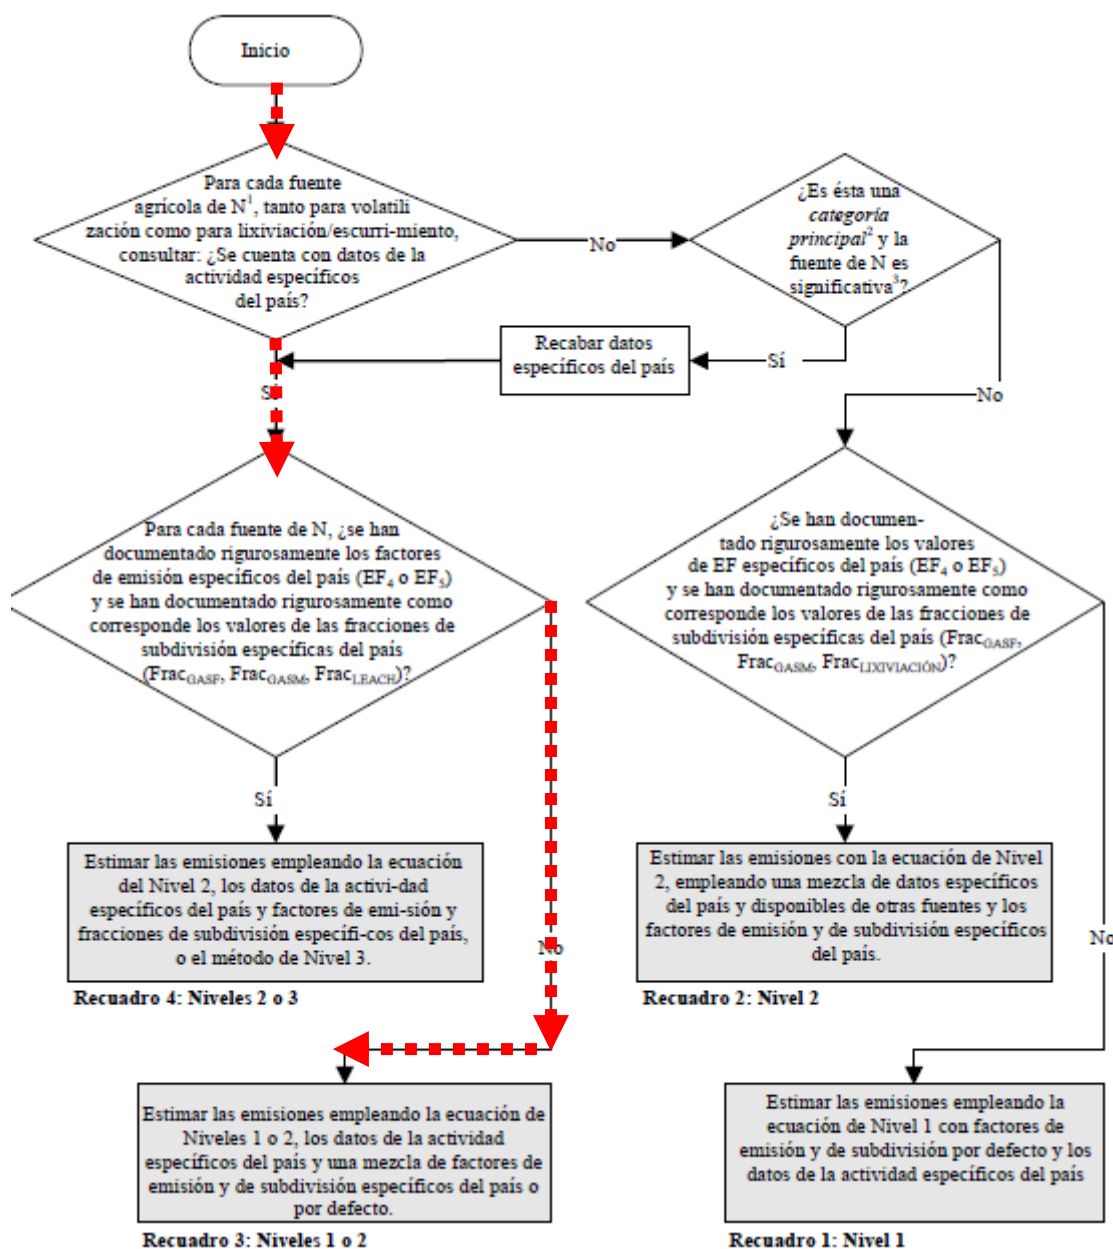 Inicio
Para cada fuente
agrícola de N¹, tanto para volatili
zación como para lixiviación/escurri-miento,
consultar: ¿Se cuenta con datos de la
actividad específicos
del país?
No
¿Es ésta una
categoría
principal² y la
fuente de N es
significativa³?
Recabar datos
específicos del país
Sí
Sí
No
Para cada fuente de N, ¿se han
documentado rigurosamente los factores
de emisión específicos del país (EF₄ o EF₅)
y se han documentado rigurosamente como
corresponde los valores de las fracciones de
subdivisión específicas del país
(Frac_GASF, Frac_GASM, Frac_LEACH)?
¿Se han documen-
tado rigurosamente los valores
de EF específicos del país (EF₄ o EF₅)
y se han documentado rigurosamente como
corresponde los valores de las fracciones de
subdivisión específicas del país (Frac_GASF,
Frac_GASM, Frac_LIXIVIACIÓN)?
Sí
Sí
Estimar las emisiones empleando la ecuación
del Nivel 2, los datos de la activi-dad
específicos del país y factores de emi-sión y
fracciones de subdivisión específi-cos del país,
o el método de Nivel 3.
Recuadro 4: Niveles 2 o 3
No
Estimar las emisiones con la ecuación de Nivel
2, empleando una mezcla de datos específicos
del país y disponibles de otras fuentes y los
factores de emisión y de subdivisión específicos
del país.
Recuadro 2: Nivel 2
No
Estimar las emisiones empleando la ecuación de
Niveles 1 o 2, los datos de la actividad
específicos del país y una mezcla de factores de
emisión y de subdivisión específicos del país o
por defecto.
Recuadro 3: Niveles 1 o 2
Estimar las emisiones empleando la
ecuación de Nivel 1 con factores de
emisión y de subdivisión por defecto y los
datos de la actividad específicos del país
Recuadro 1: Nivel 1